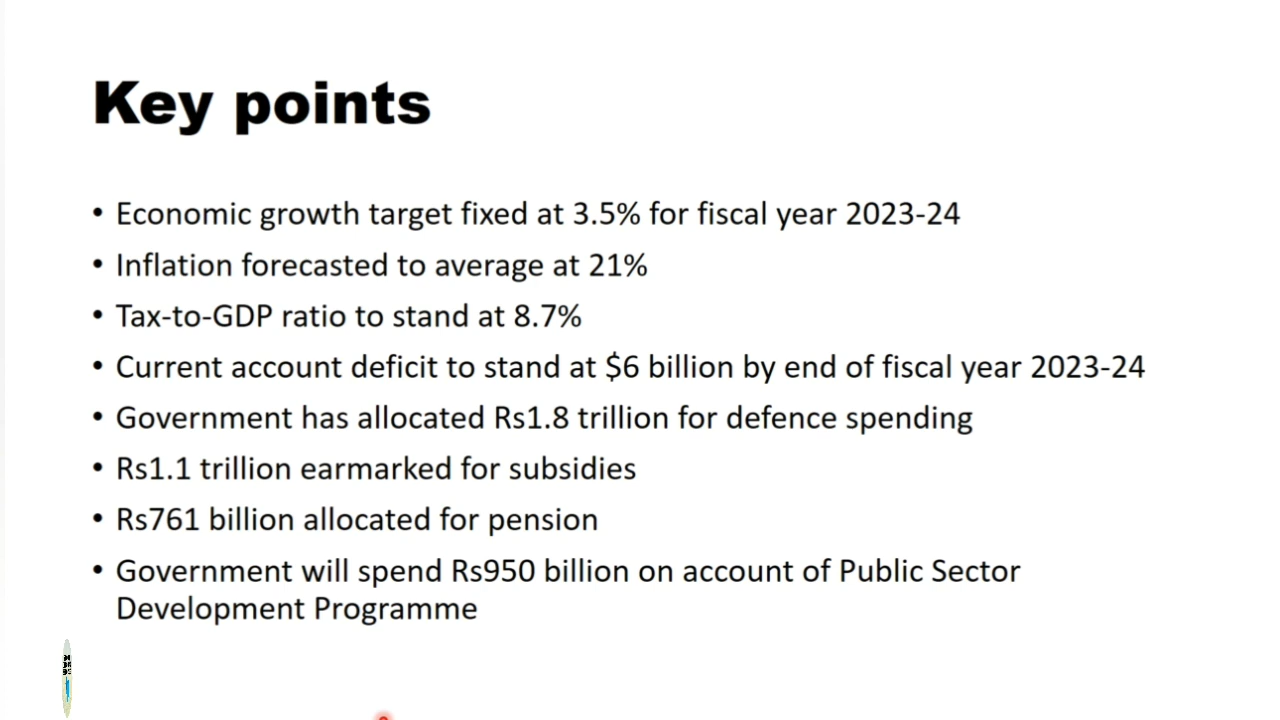 Key points
• Economic growth target fixed at 3.5% for fiscal year 2023-24
• Inflation forecasted to average at 21%
• Tax-to-GDP ratio to stand at 8.7%
• Current account deficit to stand at $6 billion by end of fiscal year 2023-24
• Government has allocated Rs1.8 trillion for defence spending
• Rs1.1 trillion earmarked for subsidies
• Rs761 billion allocated for pension
• Government will spend Rs950 billion on account of Public Sector
Development Programme